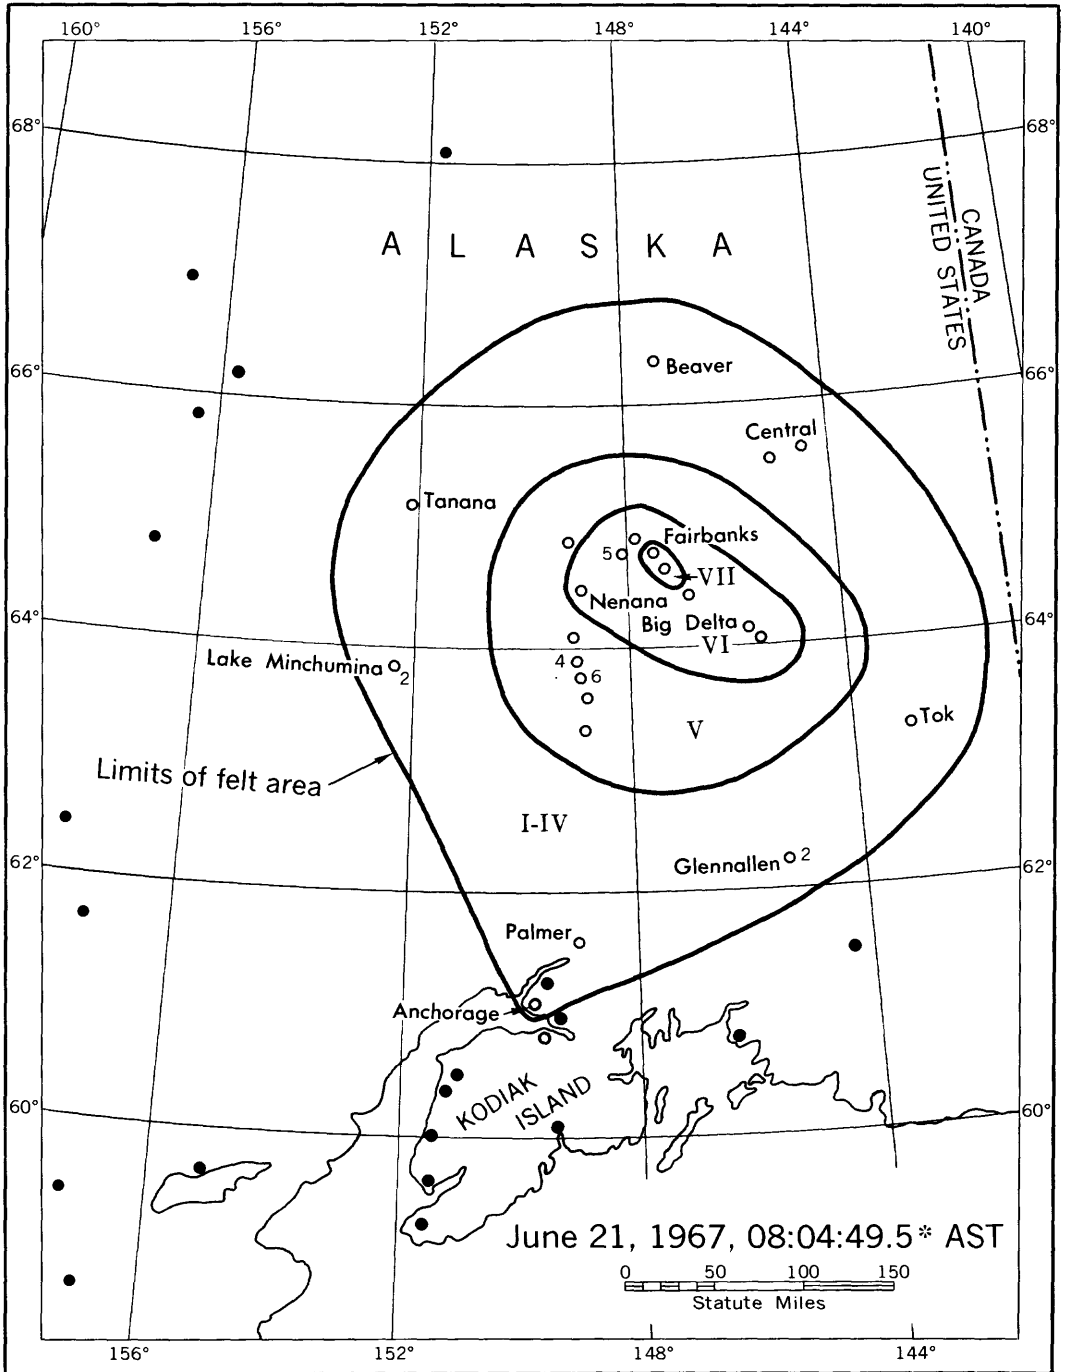 160° 156° 152° 148° 144° 140°
68° 68°
ALASKA
CANADA
UNITED STATES
66° 66°
Beaver
Central
Tanana
Fairbanks
5
VII
Nenana
Big Delta
64° 64°
VI
Lake Minchumina
2
4
6
Tok
V
Limits of felt area
I-IV
62° 62°
Glennallen 2
Palmer
Anchorage
KODIAK
ISLAND
60° 60°
June 21, 1967, 08:04:49.5* AST
0 50 100 150
Statute Miles
156° 152° 148° 144°